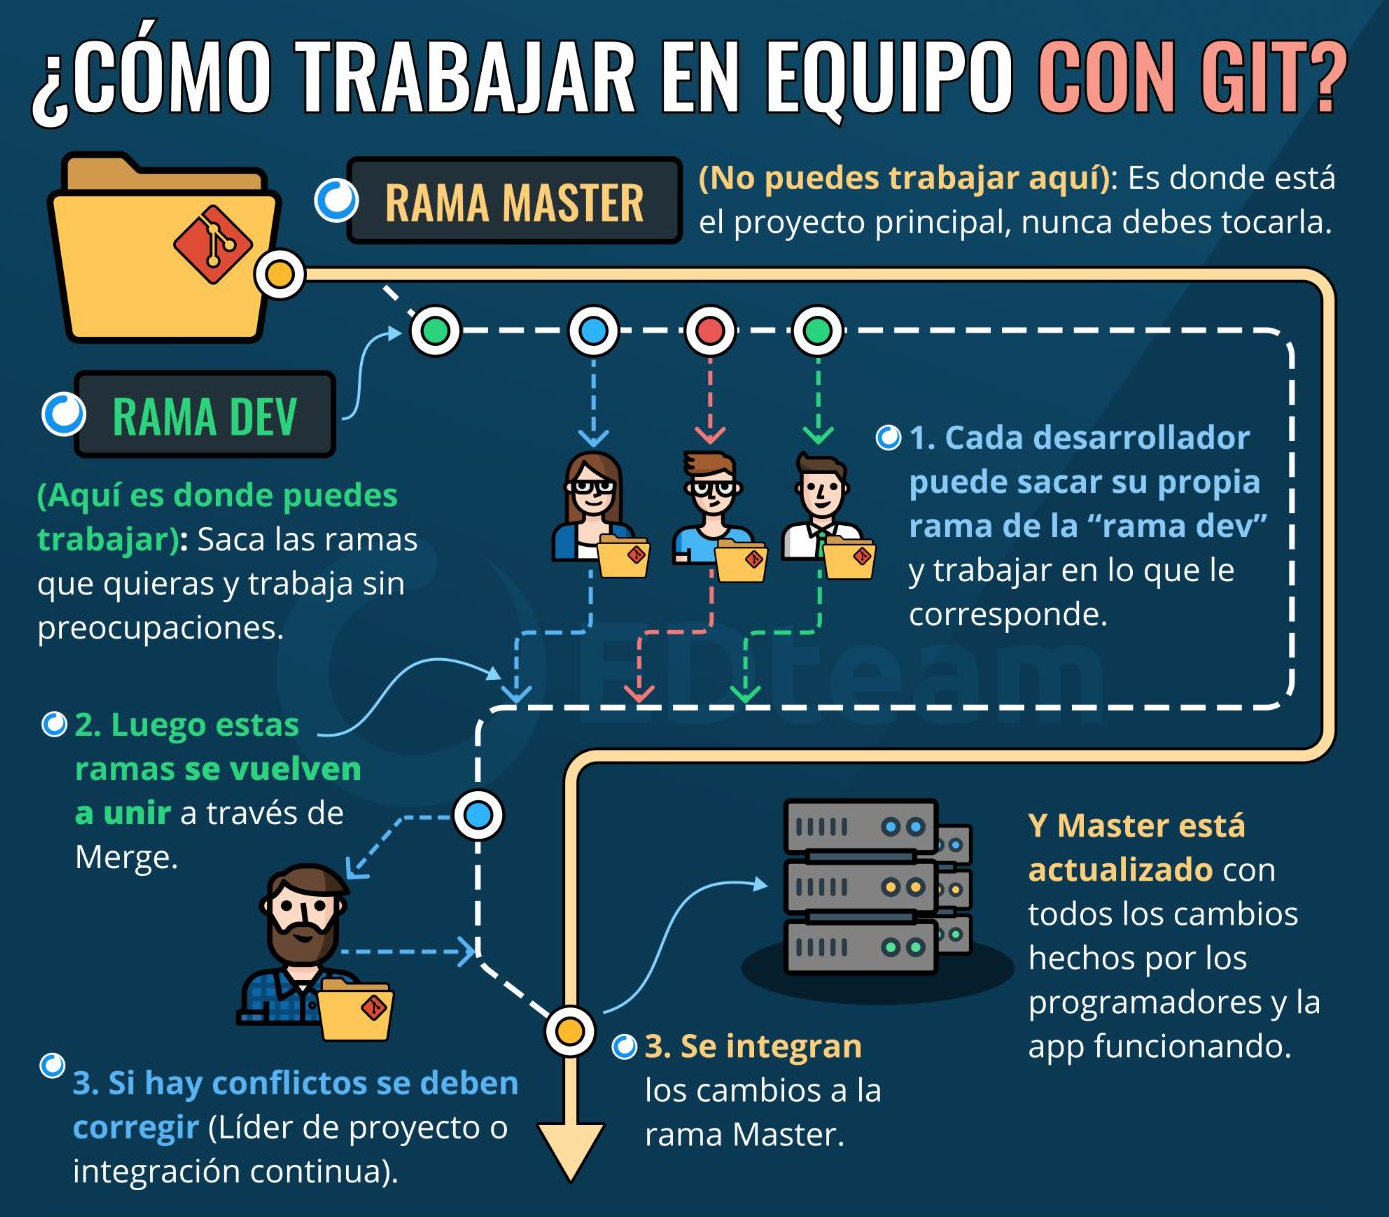 ¿CÓMO TRABAJAR EN EQUIPO CON GIT?
RAMA MASTER
(No puedes trabajar aquí): Es donde está
el proyecto principal, nunca debes tocarla.
RAMA DEV
(Aquí es donde puedes
trabajar): Saca las ramas
que quieras y trabaja sin
preocupaciones.
1. Cada desarrollador
puede sacar su propia
rama de la “rama dev”
y trabajar en lo que le
corresponde.
EDteam
2. Luego estas
ramas se vuelven
a unir a través de
Merge.
3. Si hay conflictos se deben
corregir (Líder de proyecto o
integración continua).
3. Se integran
los cambios a la
rama Master.
Y Master está
actualizado con
todos los cambios
hechos por los
programadores y la
app funcionando.